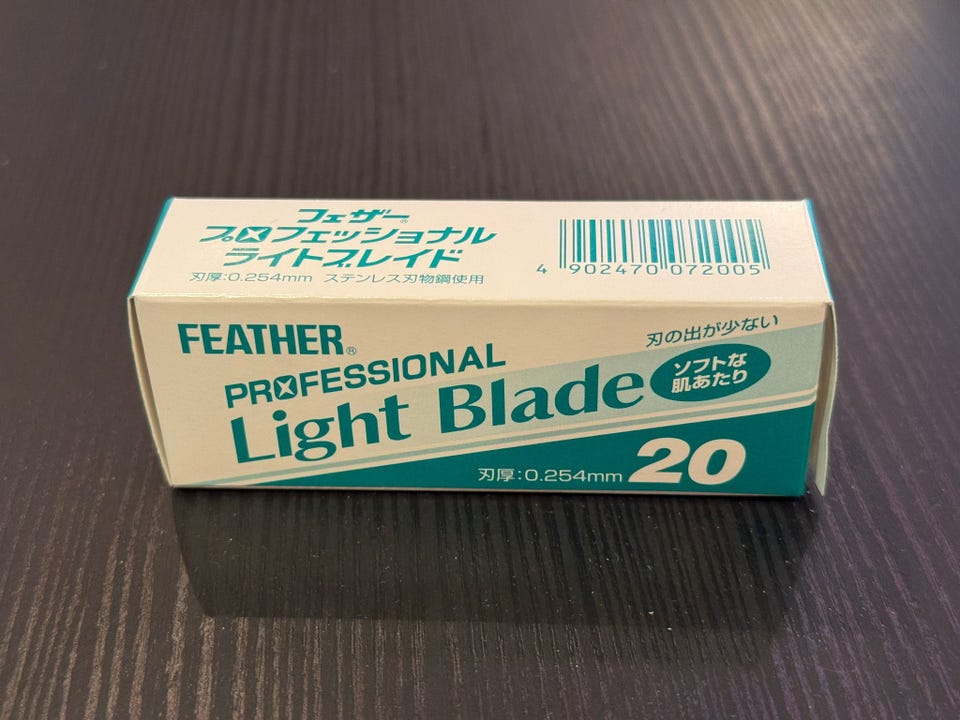 フェザー®
プロフェッショナル
ライトブレイド
刃厚:0.254mm ステンレス刃物鋼使用
4 902470 072005
FEATHER®
PROFESSIONAL
Light Blade
刃の出が少ない
ソフトな
肌あたり
刃厚:0.254mm 20